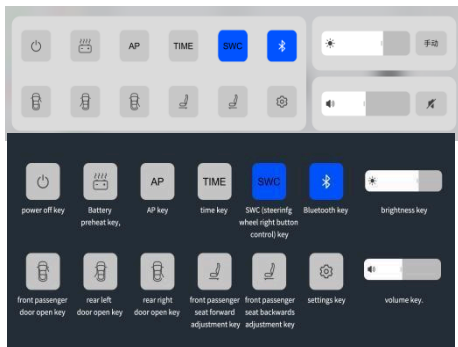 AP
TIME
SWC
手动
AP
TIME
SWC
power off key
Battery
preheat key,
AP key
time key
SWC (steerinfg
wheel right button
control) key
Bluetooth key
brightness key
front passenger
door open key
rear left
door open key
rear right
door open key
front passenger
seat forward
adjustment key
front passenger
seat backwards
adjustment key
settings key
volume key.